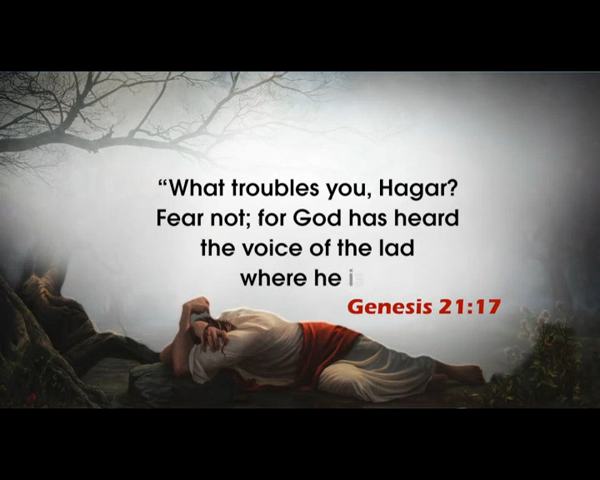 “What troubles you, Hagar?
Fear not; for God has heard
the voice of the lad
where he is
Genesis 21:17